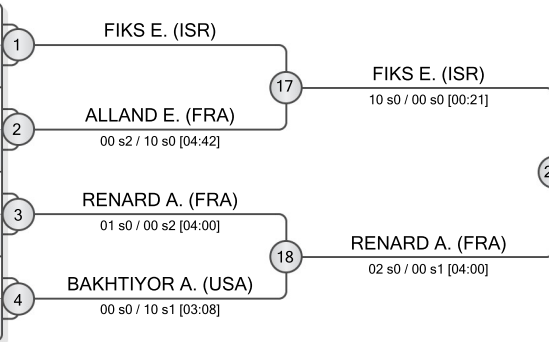 FIKS E. (ISR)
1
17
FIKS E. (ISR)
10 s0 / 00 s0 [00:21]
ALLAND E. (FRA)
2
00 s2 / 10 s0 [04:42]
RENARD A. (FRA)
3
01 s0 / 00 s2 [04:00]
18
RENARD A. (FRA)
02 s0 / 00 s1 [04:00]
BAKHTIYOR A. (USA)
4
00 s0 / 10 s1 [03:08]